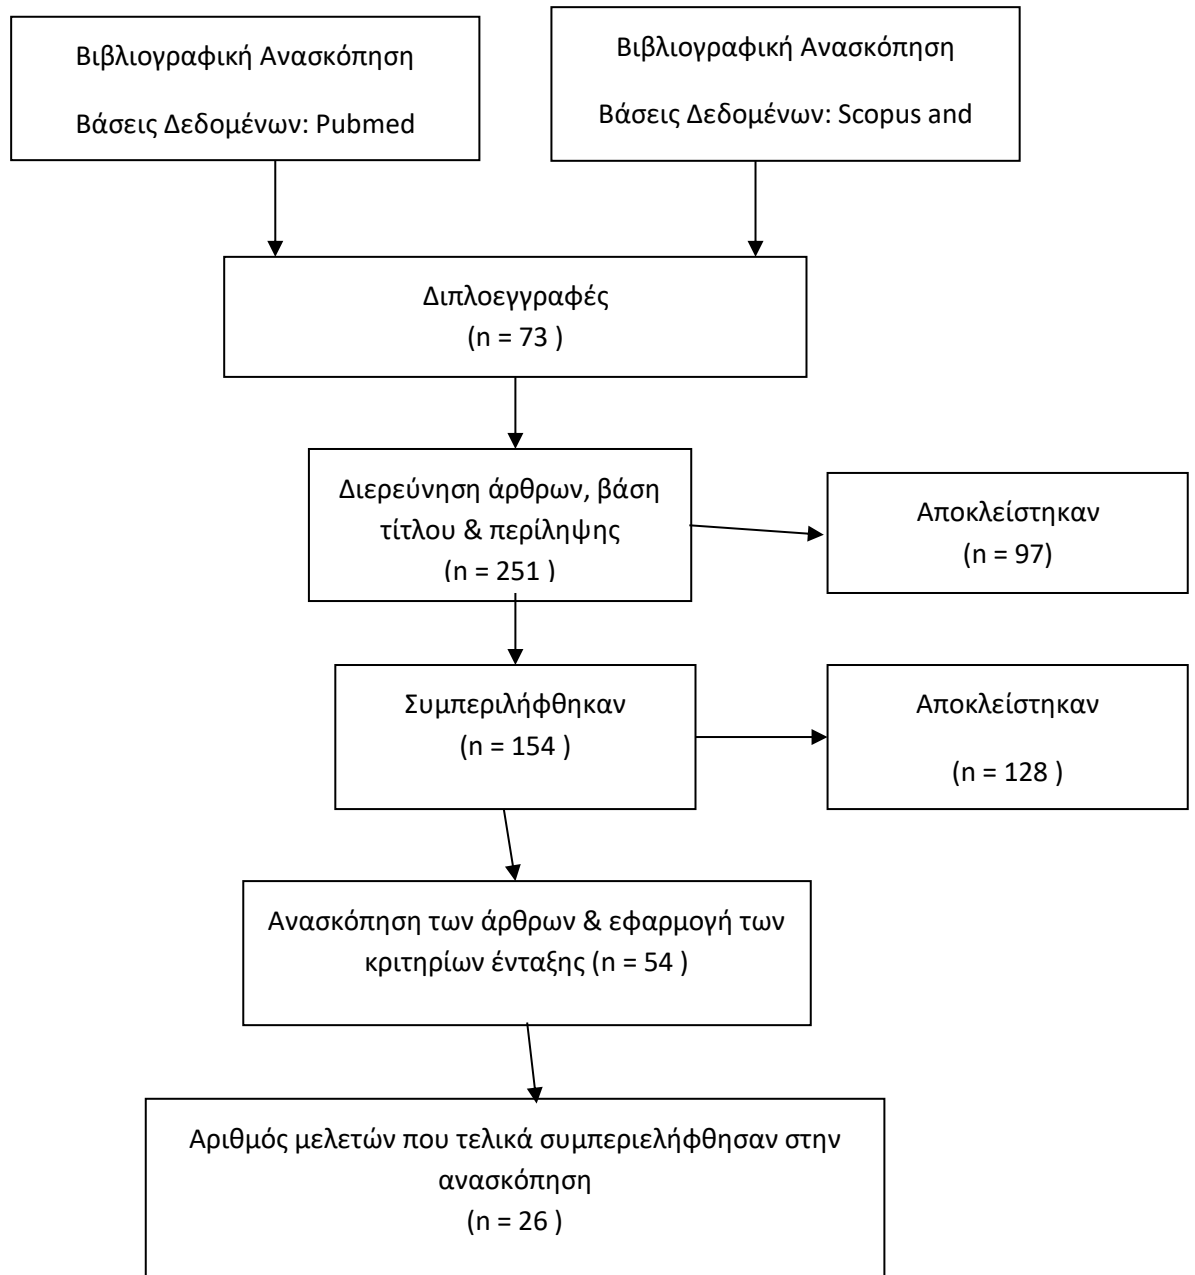 Βιβλιογραφική Ανασκόπηση
Βάσεις Δεδομένων: Pubmed
Βιβλιογραφική Ανασκόπηση
Βάσεις Δεδομένων: Scopus and
Διπλοεγγραφές
(n = 73 )
Διερεύνηση άρθρων, βάση
τίτλου & περίληψης
(n = 251 )
Αποκλείστηκαν
(n = 97)
Συμπεριλήφθηκαν
(n = 154 )
Αποκλείστηκαν
(n = 128 )
Ανασκόπηση των άρθρων & εφαρμογή των
κριτηρίων ένταξης (n = 54 )
Αριθμός μελετών που τελικά συμπεριελήφθησαν στην
ανασκόπηση
(n = 26 )